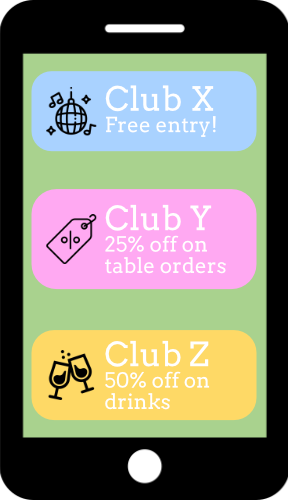 Club X
Free entry!
Club Y
25% off on
table orders
Club Z
50% off on
drinks